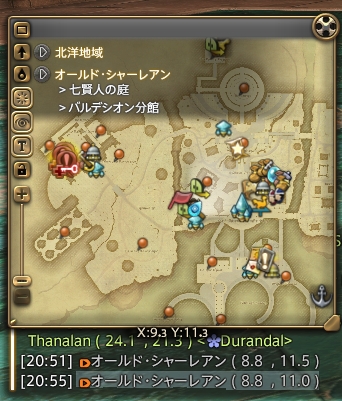 北洋地域
オールド・シャーレアン
> 七賢人の庭
> バルデシオン分館
T
X:9.3 Y:11.3
Thanalan ( 24.1 , 21.3 ) <Durandal>
[20:51] オールド・シャーレアン ( 8.8 , 11.5 )
[20:55] オールド・シャーレアン ( 8.8 , 11.0 )